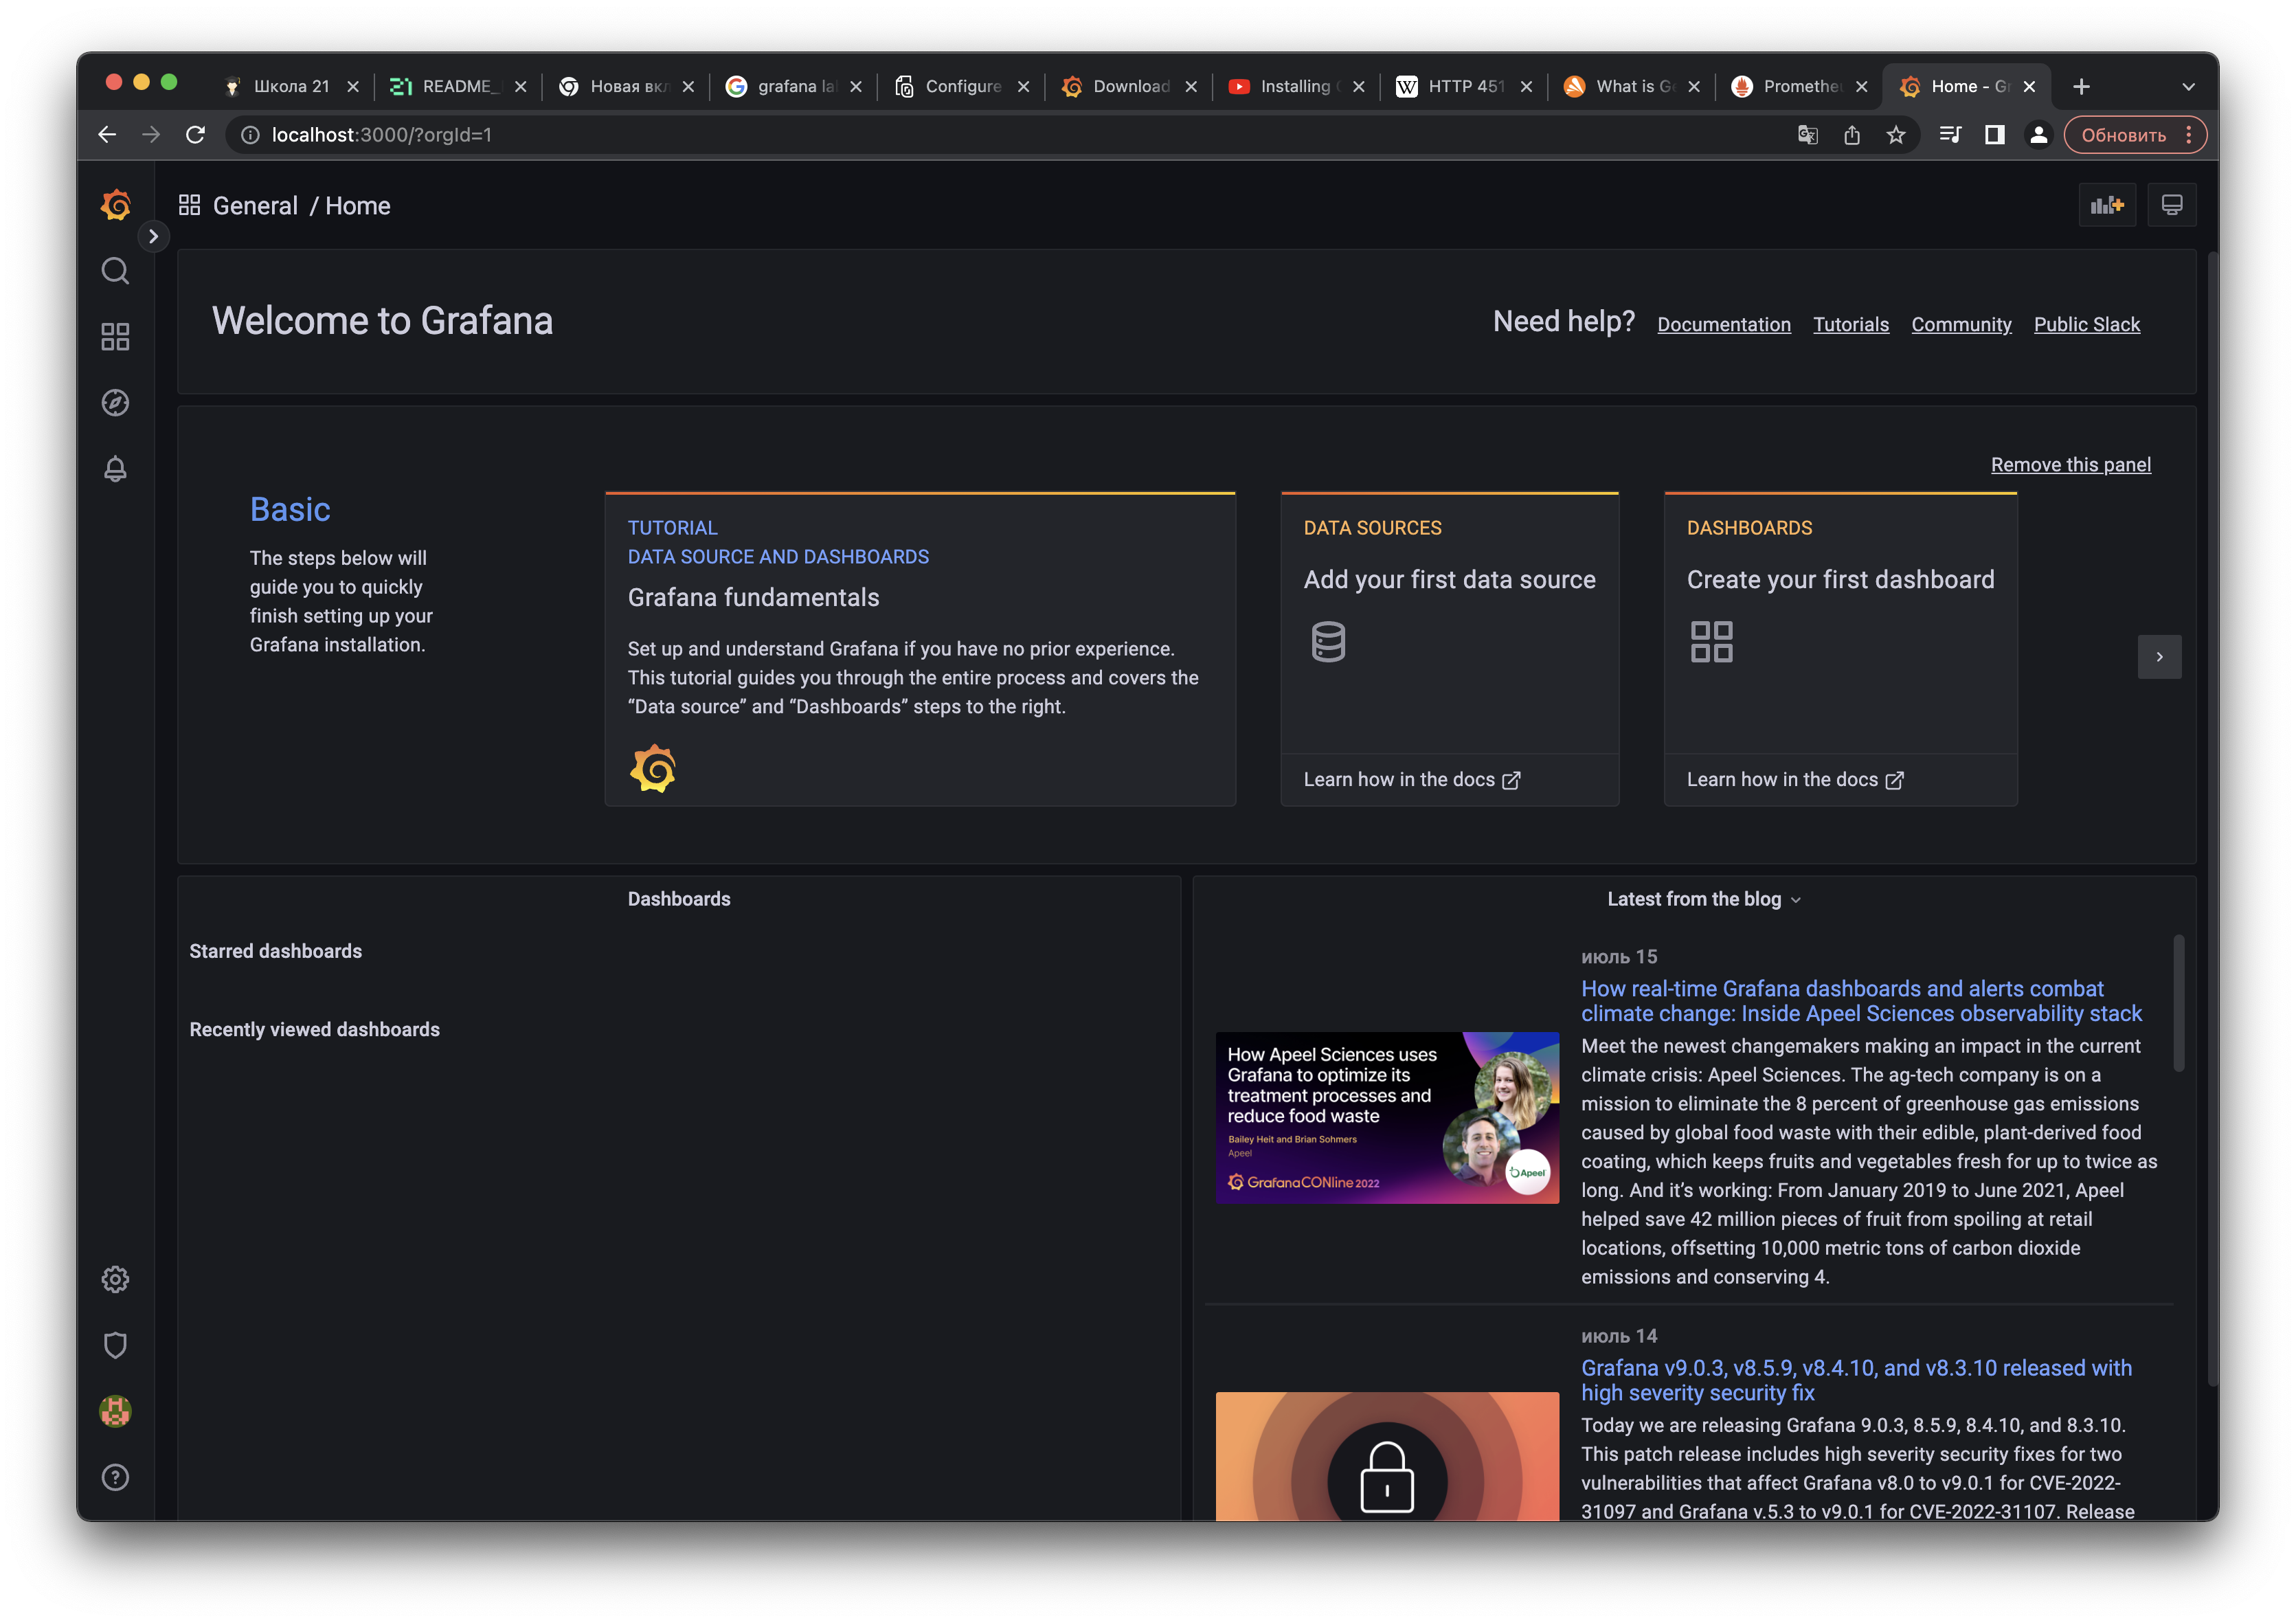 Школа 21
README_
Новая вкл
grafana la
Configure
Download
Installing
HTTP 451
What is Ge
Prometheu
Home - Gr
localhost:3000/?orgId=1
Обновить
General / Home
Welcome to Grafana
Need help? Documentation Tutorials Community Public Slack
Remove this panel
Basic
The steps below will
guide you to quickly
finish setting up your
Grafana installation.
TUTORIAL
DATA SOURCE AND DASHBOARDS
Grafana fundamentals
Set up and understand Grafana if you have no prior experience.
This tutorial guides you through the entire process and covers the
“Data source” and “Dashboards” steps to the right.
DATA SOURCES
Add your first data source
Learn how in the docs
DASHBOARDS
Create your first dashboard
Learn how in the docs
Dashboards
Starred dashboards
Recently viewed dashboards
Latest from the blog
How Apeel Sciences uses
Grafana to optimize its
treatment processes and
reduce food waste
Bailey Heit and Brian Sohmers
Apeel
Apeel
GrafanaCONline 2022
июль 15
How real-time Grafana dashboards and alerts combat
climate change: Inside Apeel Sciences observability stack
Meet the newest changemakers making an impact in the current
climate crisis: Apeel Sciences. The ag-tech company is on a
mission to eliminate the 8 percent of greenhouse gas emissions
caused by global food waste with their edible, plant-derived food
coating, which keeps fruits and vegetables fresh for up to twice as
long. And it’s working: From January 2019 to June 2021, Apeel
helped save 42 million pieces of fruit from spoiling at retail
locations, offsetting 10,000 metric tons of carbon dioxide
emissions and conserving 4.
июль 14
Grafana v9.0.3, v8.5.9, v8.4.10, and v8.3.10 released with
high severity security fix
Today we are releasing Grafana 9.0.3, 8.5.9, 8.4.10, and 8.3.10.
This patch release includes high severity security fixes for two
vulnerabilities that affect Grafana v8.0 to v9.0.1 for CVE-2022-
31097 and Grafana v.5.3 to v9.0.1 for CVE-2022-31107. Release